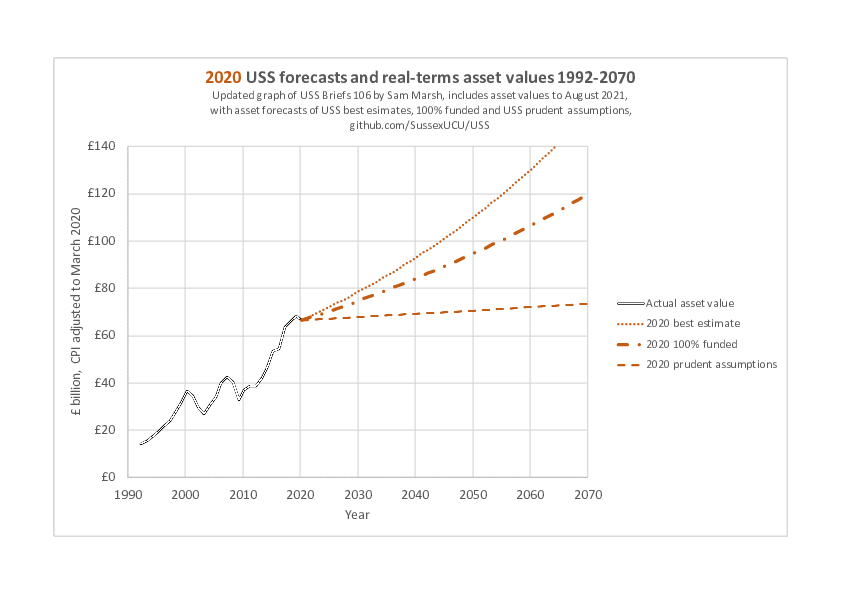 2020 USS forecasts and real-terms asset values 1992-2070
Updated graph of USS Briefs 106 by Sam Marsh, includes asset values to August 2021,
with asset forecasts of USS best estimates, 100% funded and USS prudent assumptions,
github.com/SussexUCU/USS
£ billion, CPI adjusted to March 2020
£140
£120
£100
£80
£60
£40
£20
£0
1990 2000 2010 2020 2030 2040 2050 2060 2070
Year
Actual asset value
2020 best estimate
2020 100% funded
2020 prudent assumptions